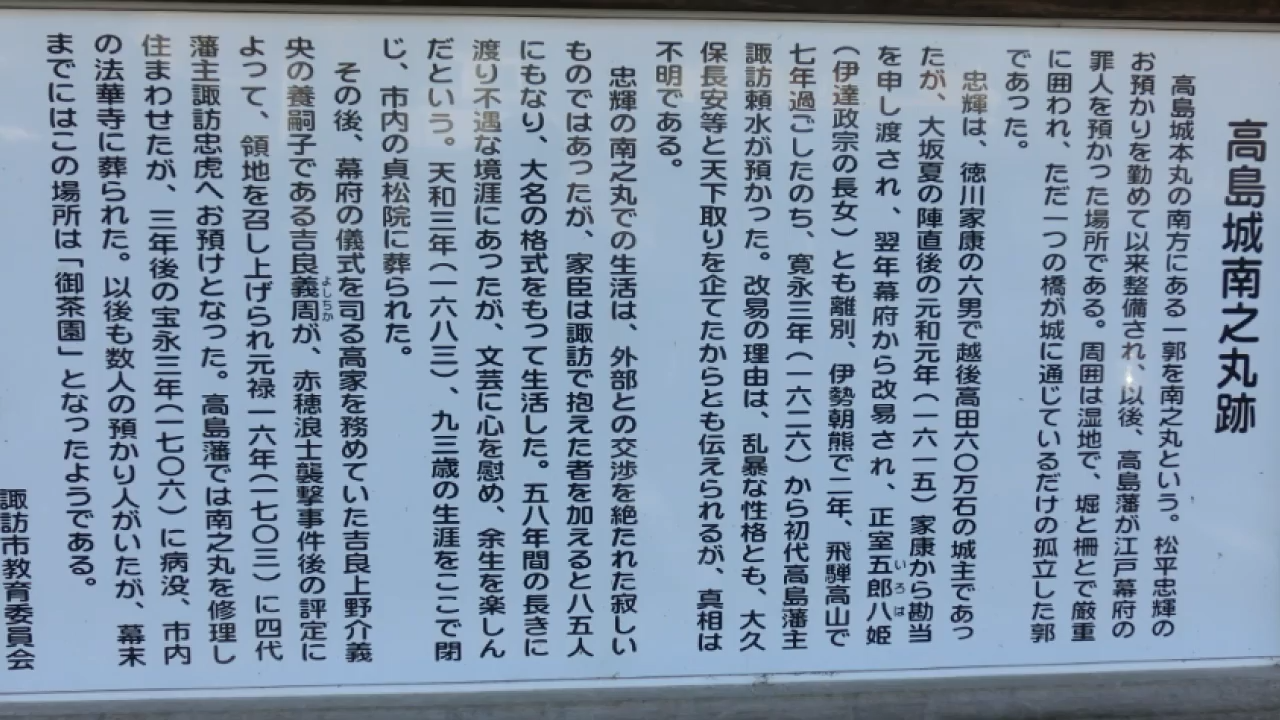 高島城南之丸跡
高島城本丸の南方にある一郭を南之丸という。松平忠輝の
お預かりを勤めて以来整備され、以後、高島藩が江戸幕府の
罪人を預かった場所である。周囲は湿地で、堀と柵とで厳重
に囲われ、ただ一つの橋が城に通じているだけの孤立した郭
であった。
忠輝は、徳川家康の六男で越後高田六〇万石の城主であっ
たが、大坂夏の陣直後の元和元年(一六一五)家康から勘当
を申し渡され、翌年幕府から改易され、正室五郎八姫
いろは
(伊達政宗の長女)とも離別、伊勢朝熊で二年、飛騨高山で
七年過ごしたのち、寛永三年(一六二六)から初代高島藩主
諏訪頼水が預かった。改易の理由は、乱暴な性格とも、大久
保長安等と天下取りを企てたからとも伝えられるが、真相は
不明である。
忠輝の南之丸での生活は、外部との交渉を絶たれた寂しい
ものではあったが、家臣は諏訪で抱えた者を加えると八五人
にもなり、大名の格式をもって生活した。五八年間の長きに
渡り不遇な境涯にあったが、文芸に心を慰め、余生を楽しん
だという。天和三年(一六八三)、九三歳の生涯をここで閉
じ、市内の貞松院に葬られた。
その後、幕府の儀式を司る高家を務めていた吉良上野介義
央の養嗣子である吉良義周が、赤穂浪士襲撃事件後の評定に
よしちか
よって、領地を召し上げられ元禄一六年(一七〇三)に四代
藩主諏訪忠虎へお預けとなった。高島藩では南之丸を修理し
住まわせたが、三年後の宝永三年(一七〇六)に病没、市内
の法華寺に葬られた。以後も数人の預かり人がいたが、幕末
までにはこの場所は「御茶園」となったようである。
諏訪市教育委員会